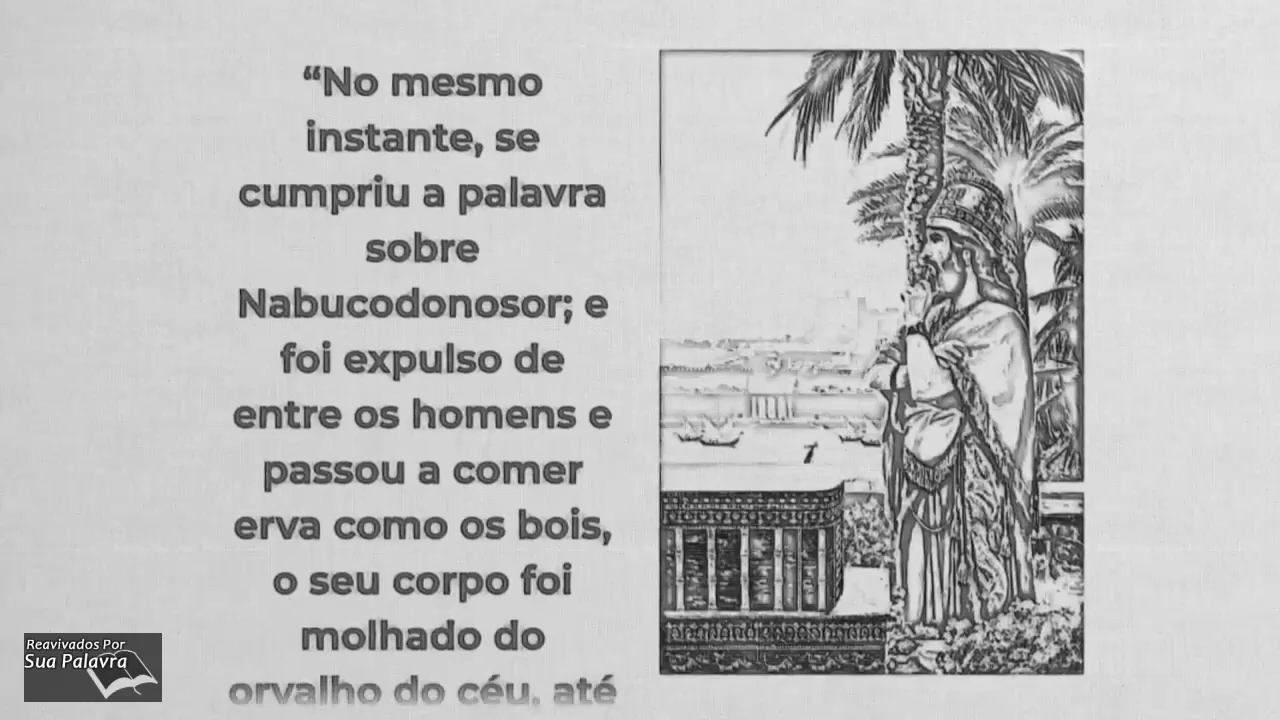 “No mesmo
instante, se
cumpriu a palavra
sobre
Nabucodonosor; e
foi expulso de
entre os homens e
passou a comer
erva como os bois,
o seu corpo foi
molhado do
orvalho do céu, até
Reavivados Por
Sua Palavra